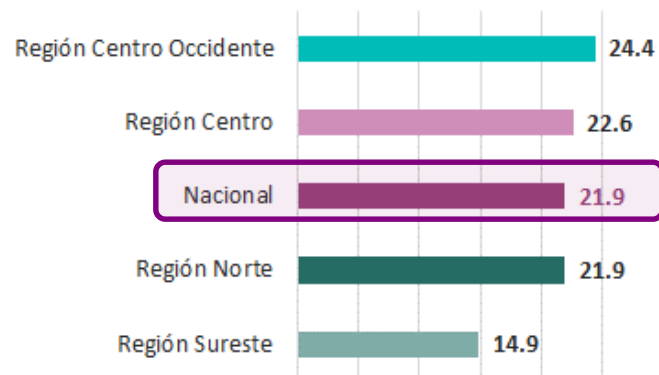 Región Centro Occidente 24.4
Región Centro 22.6
Nacional 21.9
Región Norte 21.9
Región Sureste 14.9